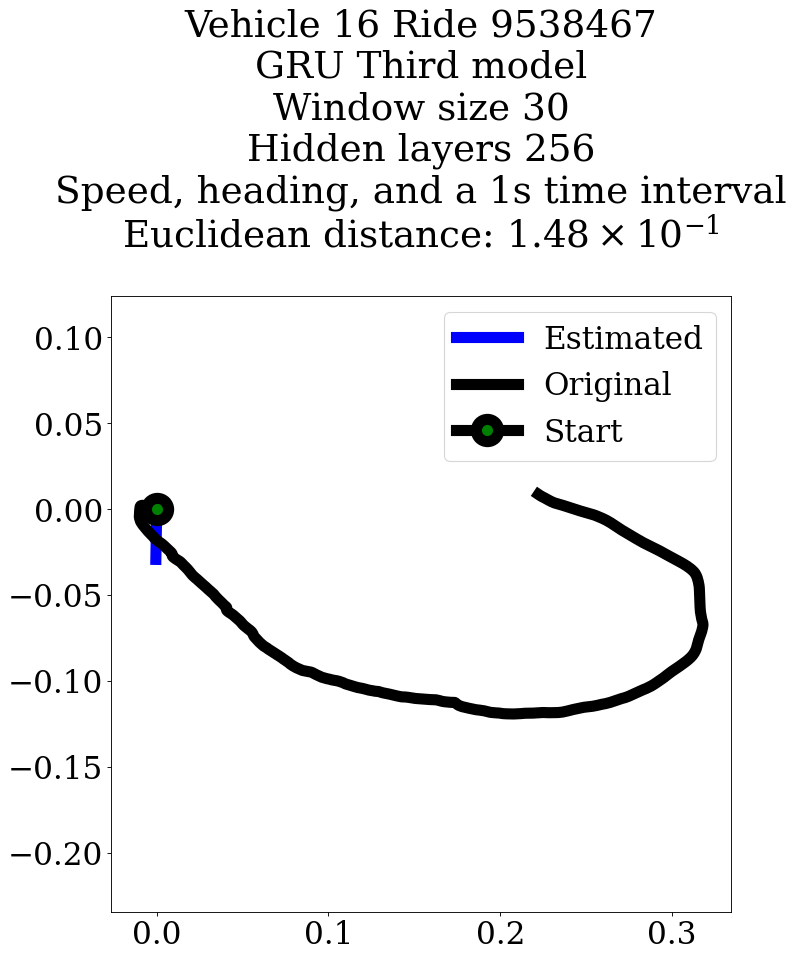 Vehicle 16 Ride 9538467
GRU Third model
Window size 30
Hidden layers 256
Speed, heading, and a 1s time interval
Euclidean distance: 1.48 × 10⁻¹
Estimated
Original
Start
0.10
0.05
0.00
−0.05
−0.10
−0.15
−0.20
0.0 0.1 0.2 0.3